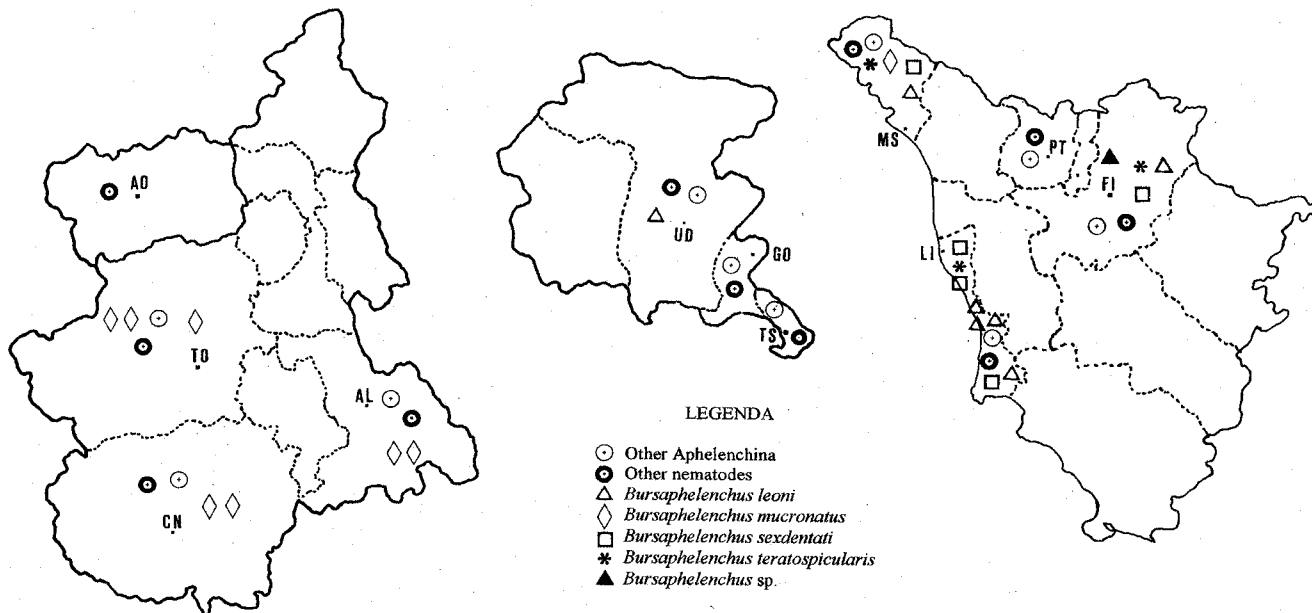 AO
TO
AL
CN
UD
GO
TS
MS
PT
FI
LI
LEGENDA
Other Aphelenchina
Other nematodes
Bursaphelenchus leoni
Bursaphelenchus mucronatus
Bursaphelenchus sexdentati
Bursaphelenchus teratospicularis
Bursaphelenchus sp.